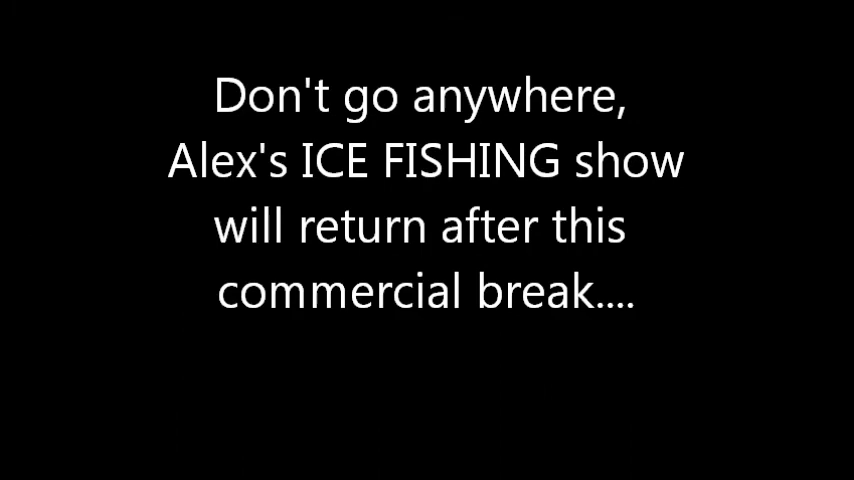 Don't go anywhere,
Alex's ICE FISHING show
will return after this
commercial break....